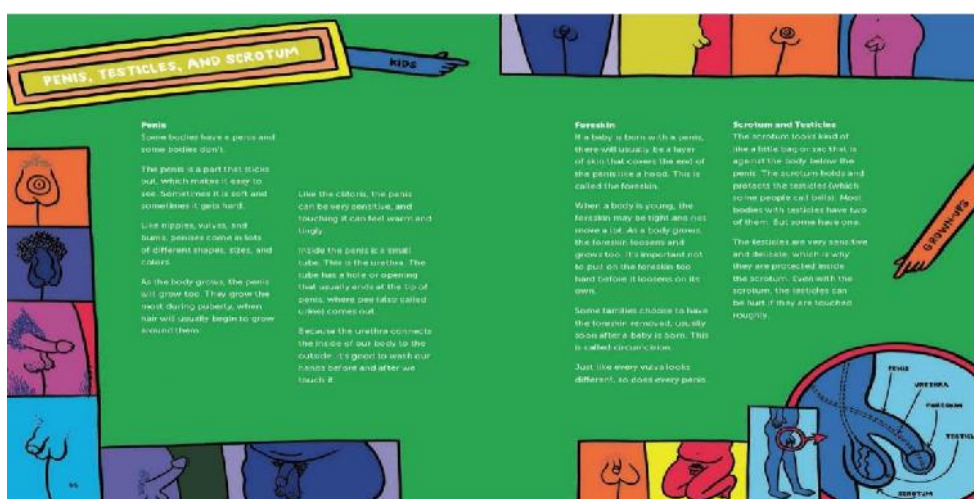 PENIS, TESTICLES, AND SCROTUM
KIDS
Penis
Some bodies have a penis and
some bodies don't.
The penis is a part that sticks
out, which makes it easy to
see. Sometimes it is soft and
sometimes it gets hard.
Like nipples, vulvas, and
bums, penises come in lots
of different shapes, sizes, and
colors.
As the body grows, the penis
will grow too. They grow the
most during puberty, when
hair will usually begin to grow
around them.
Like the clitoris, the penis
can be very sensitive, and
touching it can feel warm and
tingly.
Inside the penis is a small
tube. This is the urethra. The
tube has a hole or opening
that usually ends at the tip of
penis, where pee (also called
urine) comes out.
Because the urethra connects
the inside of our body to the
outside, it's good to wash our
hands before and after we
touch it.
Foreskin
If a baby is born with a penis,
there will usually be a layer
of skin that covers the end of
the penis like a hood. This is
called the foreskin.
When a body is young, the
foreskin may be tight and not
move a lot. As a body grows,
the foreskin loosens and
grows too. It's important not
to pull on the foreskin too
hard before it loosens on its
own.
Some families choose to have
the foreskin removed, usually
soon after a baby is born. This
is called circumcision.
Just like every vulva looks
different, so does every penis.
Scrotum and Testicles
The scrotum looks kind of
like a little bag or sac that is
against the body below the
penis. The scrotum holds and
protects the testicles (which
some people call balls). Most
bodies with testicles have two
of them. But some have one.
The testicles are very sensitive
and delicate, which is why
they are protected inside
the scrotum. Even with the
scrotum, the testicles can
be hurt if they are touched
roughly.
GROWN-UPS
PENIS
URETHRA
FORESKIN
TESTICLE
SCROTUM